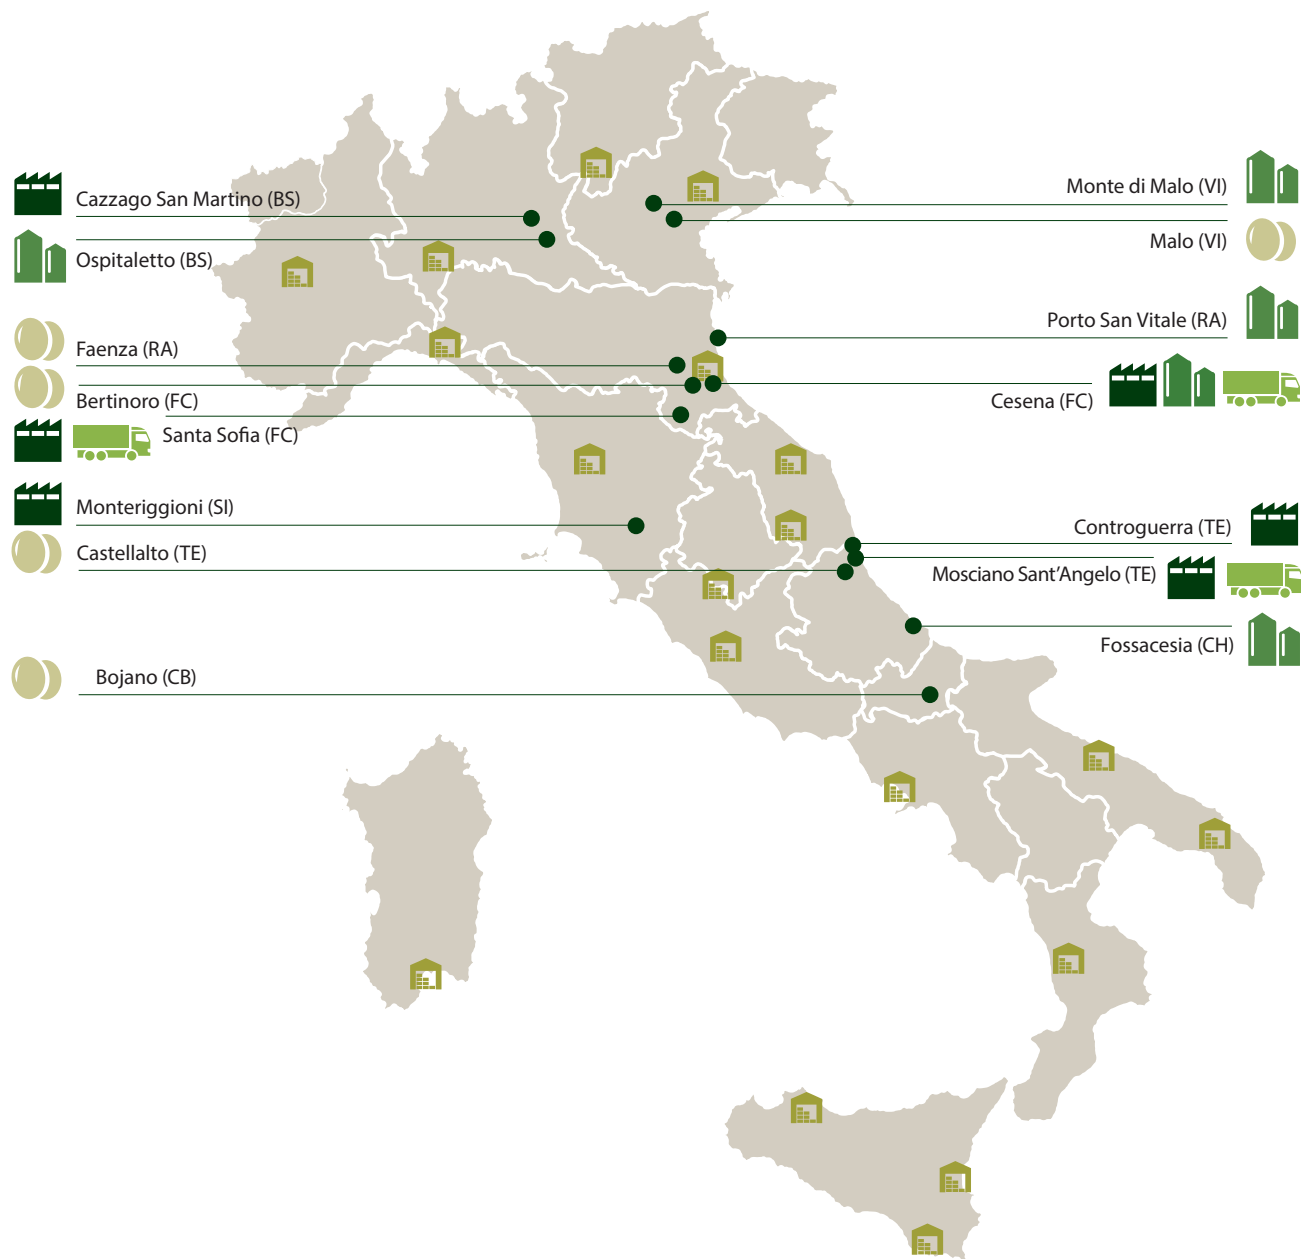 Cazzago San Martino (BS)
Ospitaletto (BS)
Faenza (RA)
Bertinoro (FC)
Santa Sofia (FC)
Monteriggioni (SI)
Castellalto (TE)
Bojano (CB)
Monte di Malo (VI)
Malo (VI)
Porto San Vitale (RA)
Cesena (FC)
Controguerra (TE)
Mosciano Sant'Angelo (TE)
Fossacesia (CH)